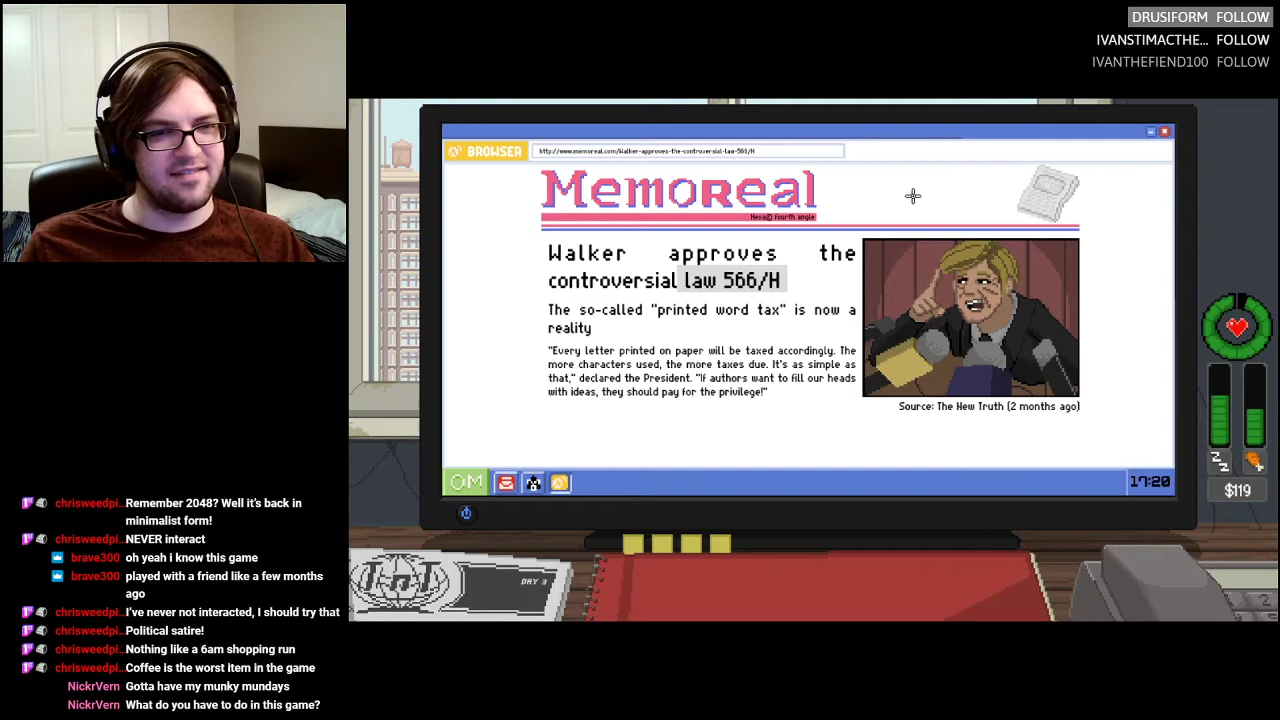 DRUSIFORM FOLLOW
IVANSTIMACTHE... FOLLOW
IVANTHEFIEND100 FOLLOW
BROWSER
http://www.memoreal.com/Walker-approves-the-controversial-law-566/H
Memoreal
Hexa© fourth angle
Walker approves the
controversial law 566/H
The so-called "printed word tax" is now a
reality
"Every letter printed on paper will be taxed accordingly. The
more characters used, the more taxes due. It's as simple as
that," declared the President. "If authors want to fill our heads
with ideas, they should pay for the privilege!"
Source: The New Truth (2 months ago)
OM
17:20
$119
TnT
DAY 3
2
chrisweedpi... Remember 2048? Well it's back in
minimalist form!
chrisweedpi... NEVER interact
brave300 oh yeah i know this game
brave300 played with a friend like a few months
ago
chrisweedpi... I've never not interacted, I should try that
chrisweedpi... Political satire!
chrisweedpi... Nothing like a 6am shopping run
chrisweedpi... Coffee is the worst item in the game
NickrVern Gotta have my munky mundays
NickrVern What do you have to do in this game?